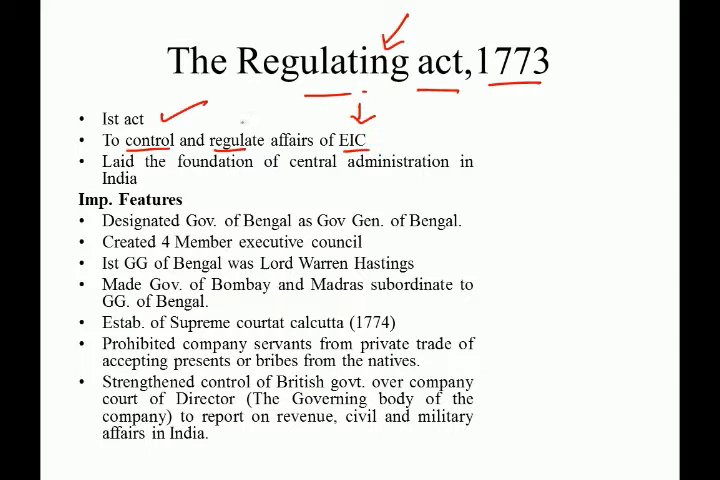 The Regulating act,1773
• Ist act
• To control and regulate affairs of EIC
• Laid the foundation of central administration in
India
Imp. Features
• Designated Gov. of Bengal as Gov Gen. of Bengal.
• Created 4 Member executive council
• Ist GG of Bengal was Lord Warren Hastings
• Made Gov. of Bombay and Madras subordinate to
GG. of Bengal.
• Estab. of Supreme courtat calcutta (1774)
• Prohibited company servants from private trade of
accepting presents or bribes from the natives.
• Strengthened control of British govt. over company
court of Director (The Governing body of the
company) to report on revenue, civil and military
affairs in India.